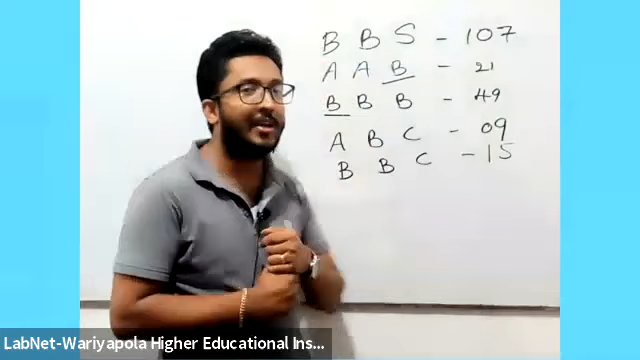 B B S - 107
A A B - 21
B B B - 49
A B C - 09
B B C - 15
LabNet-Wariyapola Higher Educational Ins...